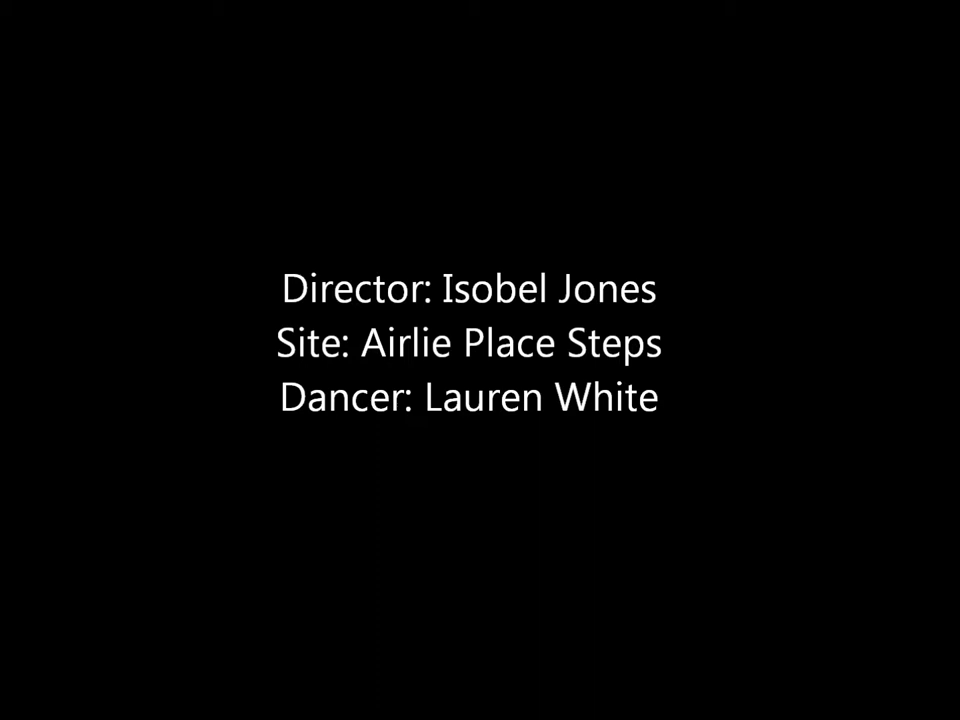 Director: Isobel Jones
Site: Airlie Place Steps
Dancer: Lauren White